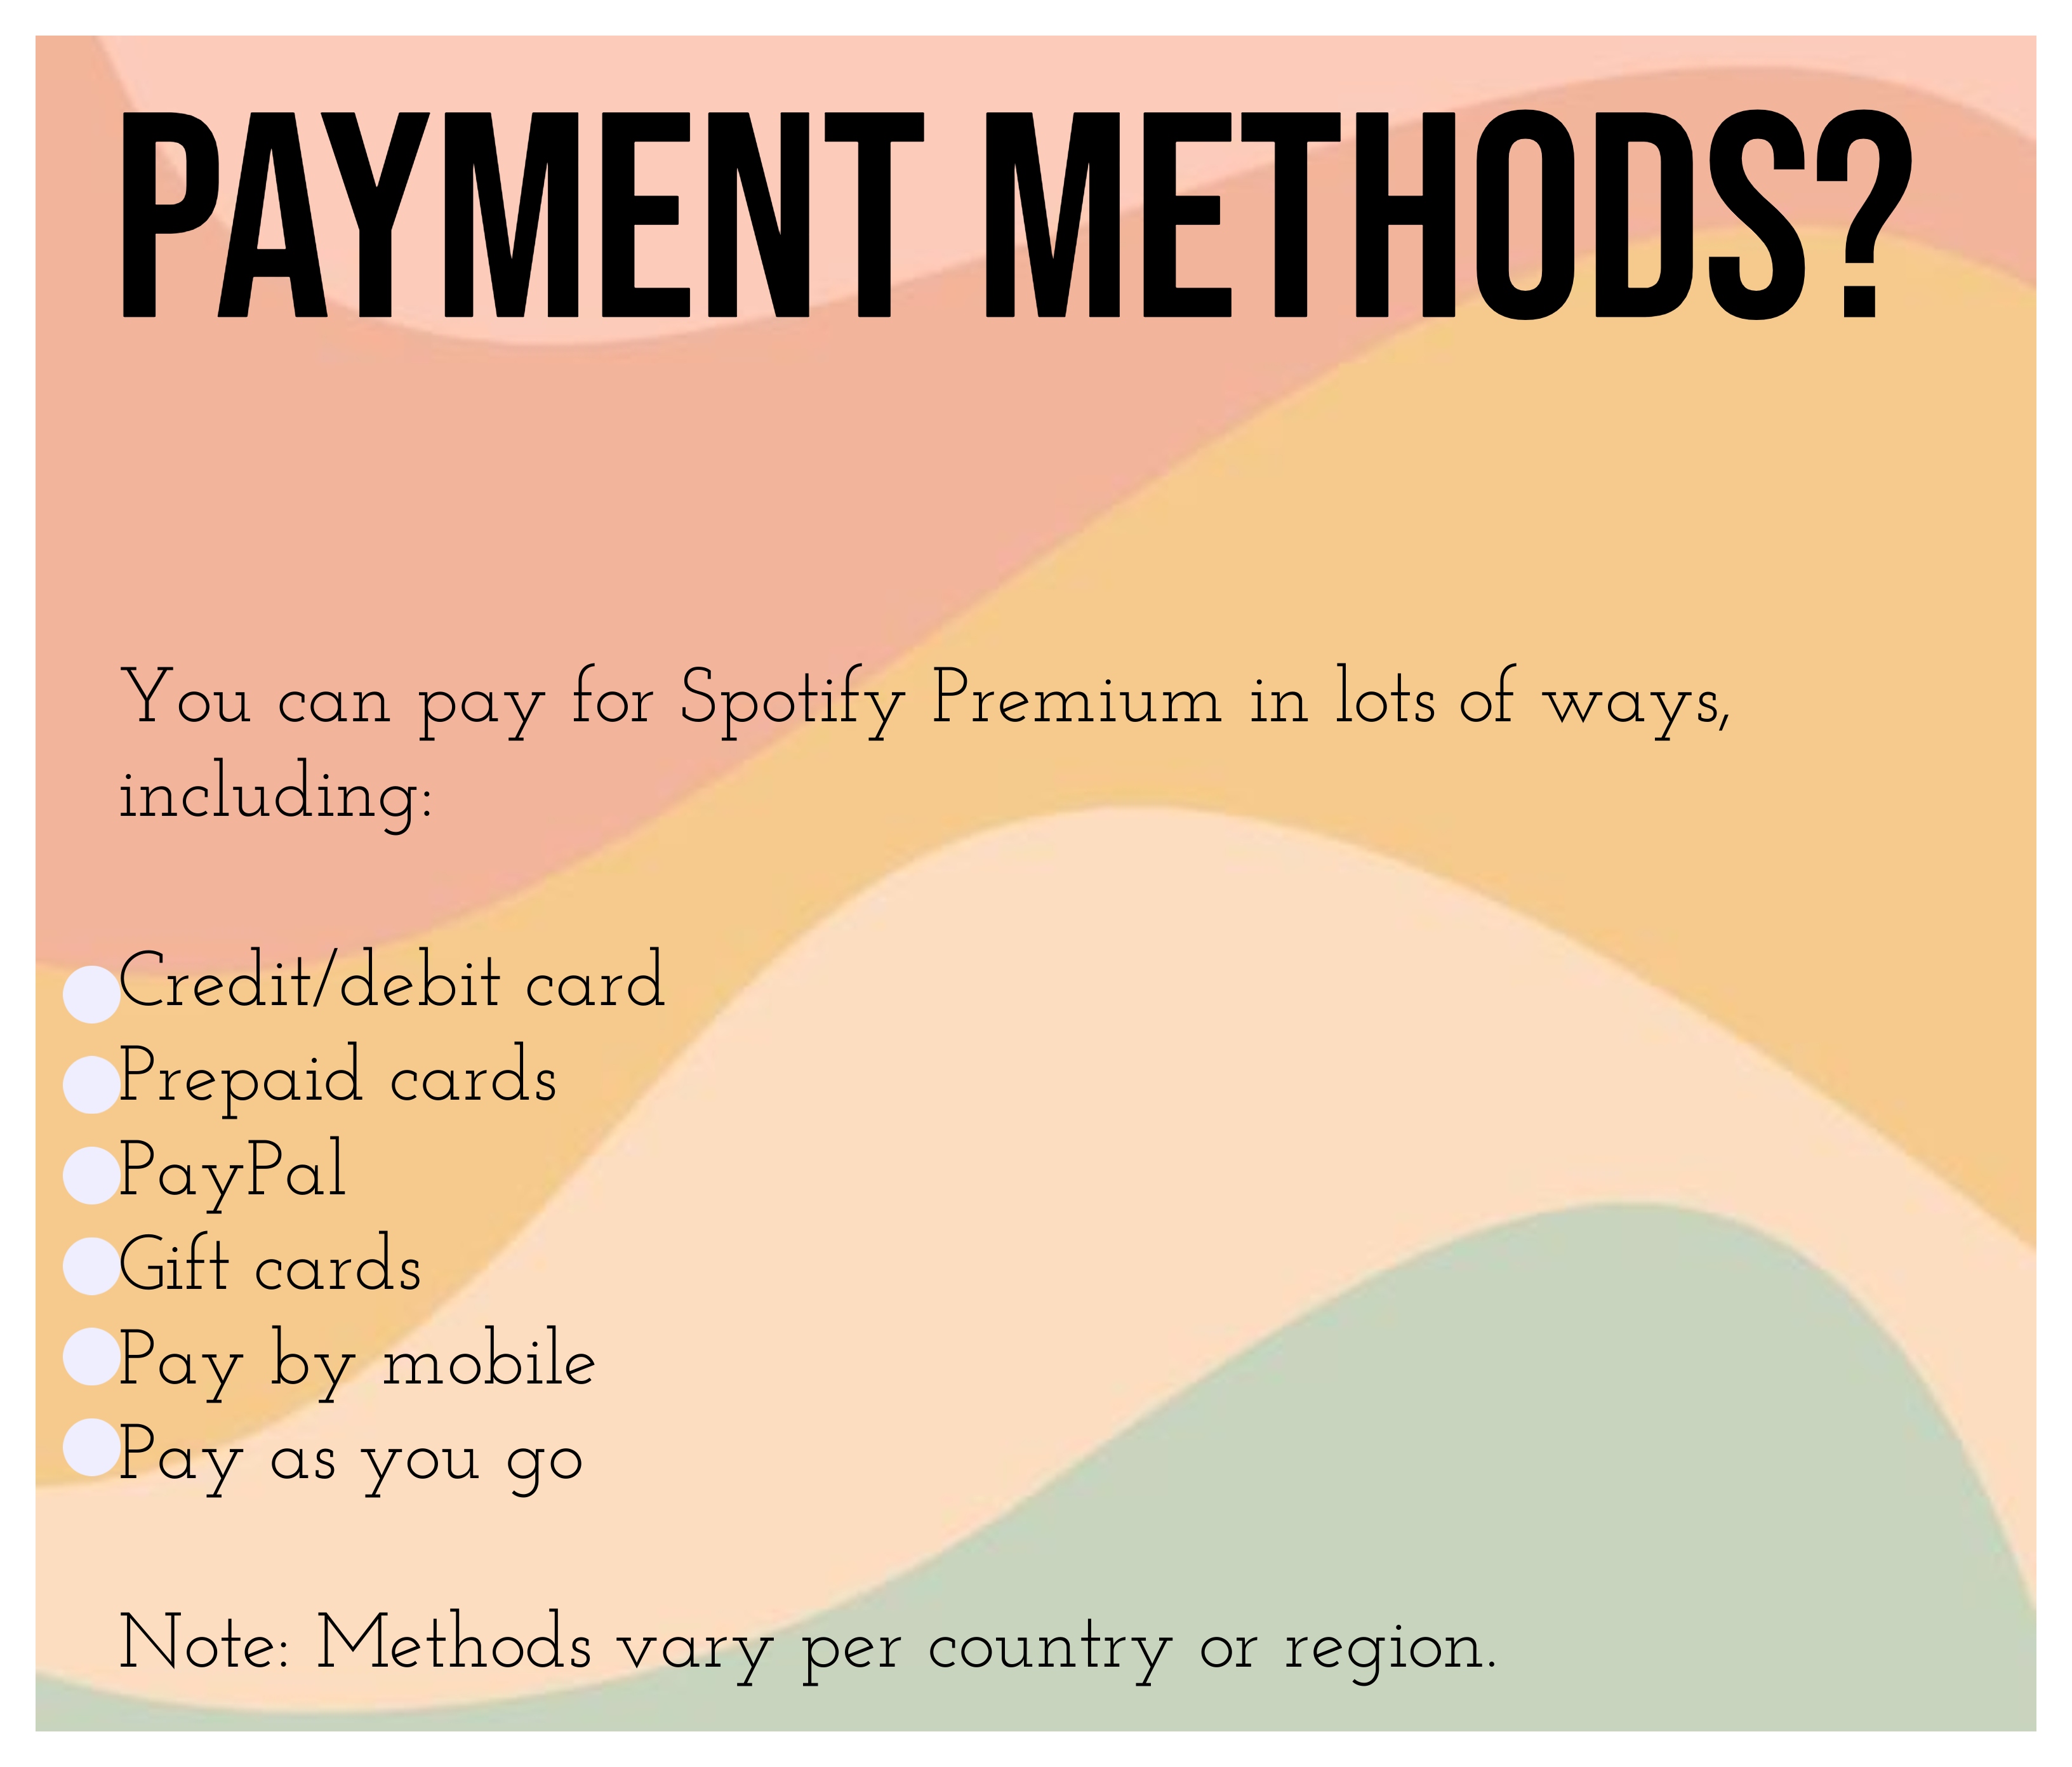 PAYMENT METHODS?
You can pay for Spotify Premium in lots of ways,
including:
Credit/debit card
Prepaid cards
PayPal
Gift cards
Pay by mobile
Pay as you go
Note: Methods vary per country or region.